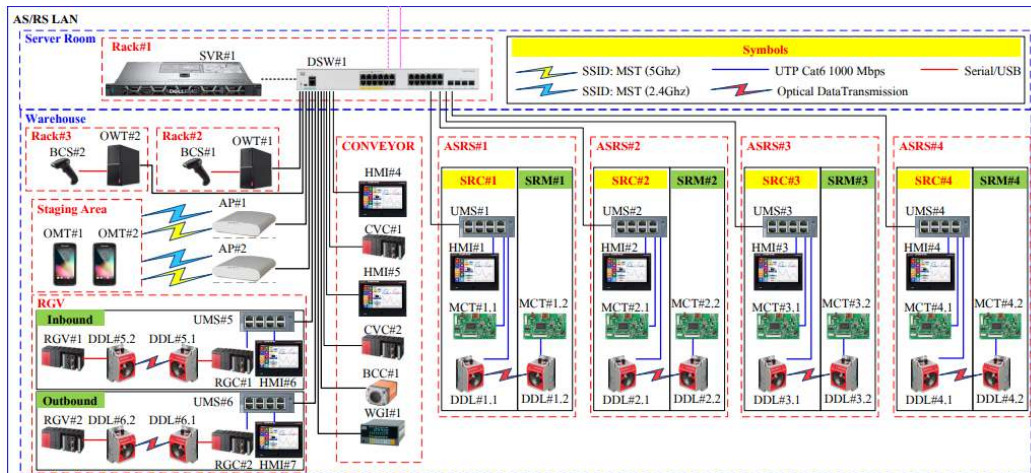 AS/RS LAN
Server Room
Rack#1
SVR#1
DSW#1
Symbols
SSID: MST (5Ghz)
UTP Cat6 1000 Mbps
Serial/USB
SSID: MST (2.4Ghz)
Optical DataTransmission
Warehouse
Rack#3
OWT#2
BCS#2
Rack#2
OWT#1
BCS#1
Staging Area
OMT#1
OMT#2
AP#1
AP#2
RGV
Inbound
UMS#5
RGV#1
DDL#5.2
DDL#5.1
RGC#1
HMI#6
Outbound
UMS#6
RGV#2
DDL#6.2
DDL#6.1
RGC#2
HMI#7
CONVEYOR
HMI#4
CVC#1
HMI#5
CVC#2
BCC#1
WGI#1
ASRS#1
SRC#1
SRM#1
UMS#1
HMI#1
MCT#1.1
MCT#1.2
DDL#1.1
DDL#1.2
ASRS#2
SRC#2
SRM#2
UMS#2
HMI#2
MCT#2.1
MCT#2.2
DDL#2.1
DDL#2.2
ASRS#3
SRC#3
SRM#3
UMS#3
HMI#3
MCT#3.1
MCT#3.2
DDL#3.1
DDL#3.2
ASRS#4
SRC#4
SRM#4
UMS#4
HMI#4
MCT#4.1
MCT#4.2
DDL#4.1
DDL#4.2